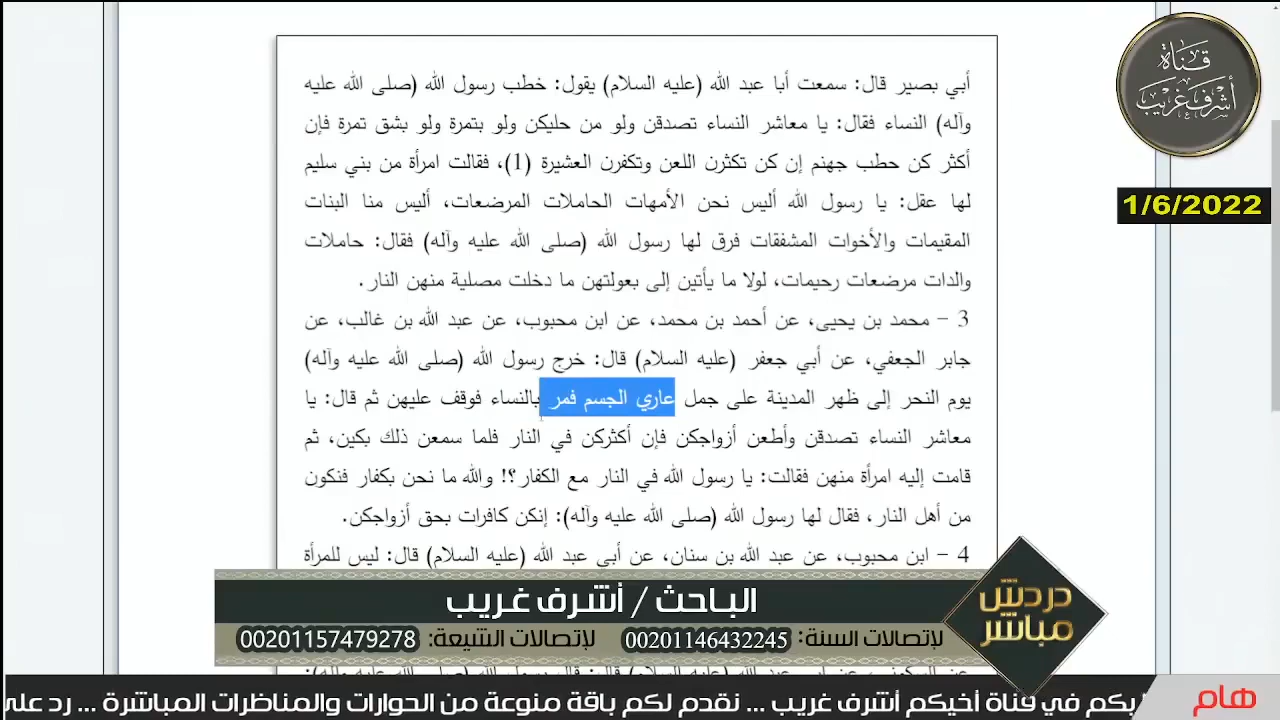 قناة
أشرف غريب
1/6/2022
أبي بصير قال: سمعت أبا عبد الله (عليه السلام) يقول: خطب رسول الله (صلى الله عليه
وآله) النساء فقال: يا معاشر النساء تصدقن ولو من حليكن ولو بتمرة ولو بشق تمرة فإن
أكثر كن حطب جهنم إن كن تكثرن اللعن وتكفرن العشيرة (1)، فقالت امرأة من بني سليم
لها عقل: يا رسول الله أليس نحن الأمهات الحاملات المرضعات، أليس منا البنات
المقيمات والأخوات المشفقات فرق لها رسول الله (صلى الله عليه وآله) فقال: حاملات
والدات مرضعات رحيمات، لولا ما يأتين إلى بعولتهن ما دخلت مصلية منهن النار.
3 – محمد بن يحيى، عن أحمد بن محمد، عن ابن محبوب، عن عبد الله بن غالب، عن
جابر الجعفي، عن أبي جعفر (عليه السلام) قال: خرج رسول الله (صلى الله عليه وآله)
يوم النحر إلى ظهر المدينة على جمل عاري الجسم فمر بالنساء فوقف عليهن ثم قال: يا
معاشر النساء تصدقن وأطعن أزواجكن فإن أكثركن في النار فلما سمعن ذلك بكين، ثم
قامت إليه امرأة منهن فقالت: يا رسول الله في النار مع الكفار؟! والله ما نحن بكفار فنكون
من أهل النار، فقال لها رسول الله (صلى الله عليه وآله): إنكن كافرات بحق أزواجكن.
4 – ابن محبوب، عن عبد الله بن سنان، عن أبي عبد الله (عليه السلام) قال: ليس للمرأة
دردش
مباشر
الباحث / أشرف غريب
لإتصالات السنة: 00201146432245 لإتصالات الشيعة: 00201157479278
هام
بكم في قناة أخيكم أشرف غريب ... نقدم لكم باقة منوعة من الحوارات والمناظرات المباشرة ... رد على